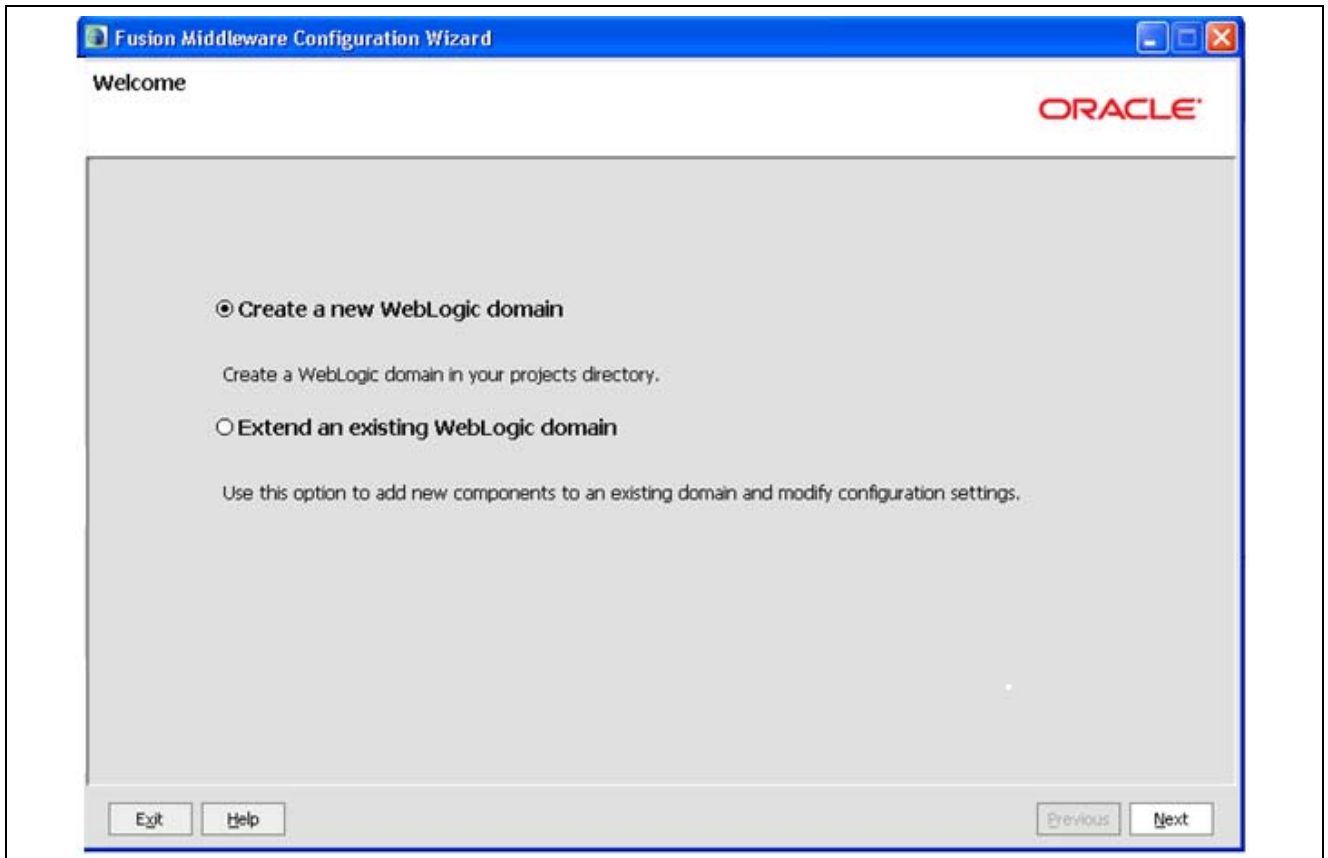 Fusion Middleware Configuration Wizard
Welcome
ORACLE
Create a new WebLogic domain
Create a WebLogic domain in your projects directory.
Extend an existing WebLogic domain
Use this option to add new components to an existing domain and modify configuration settings.
Exit Help Previous Next